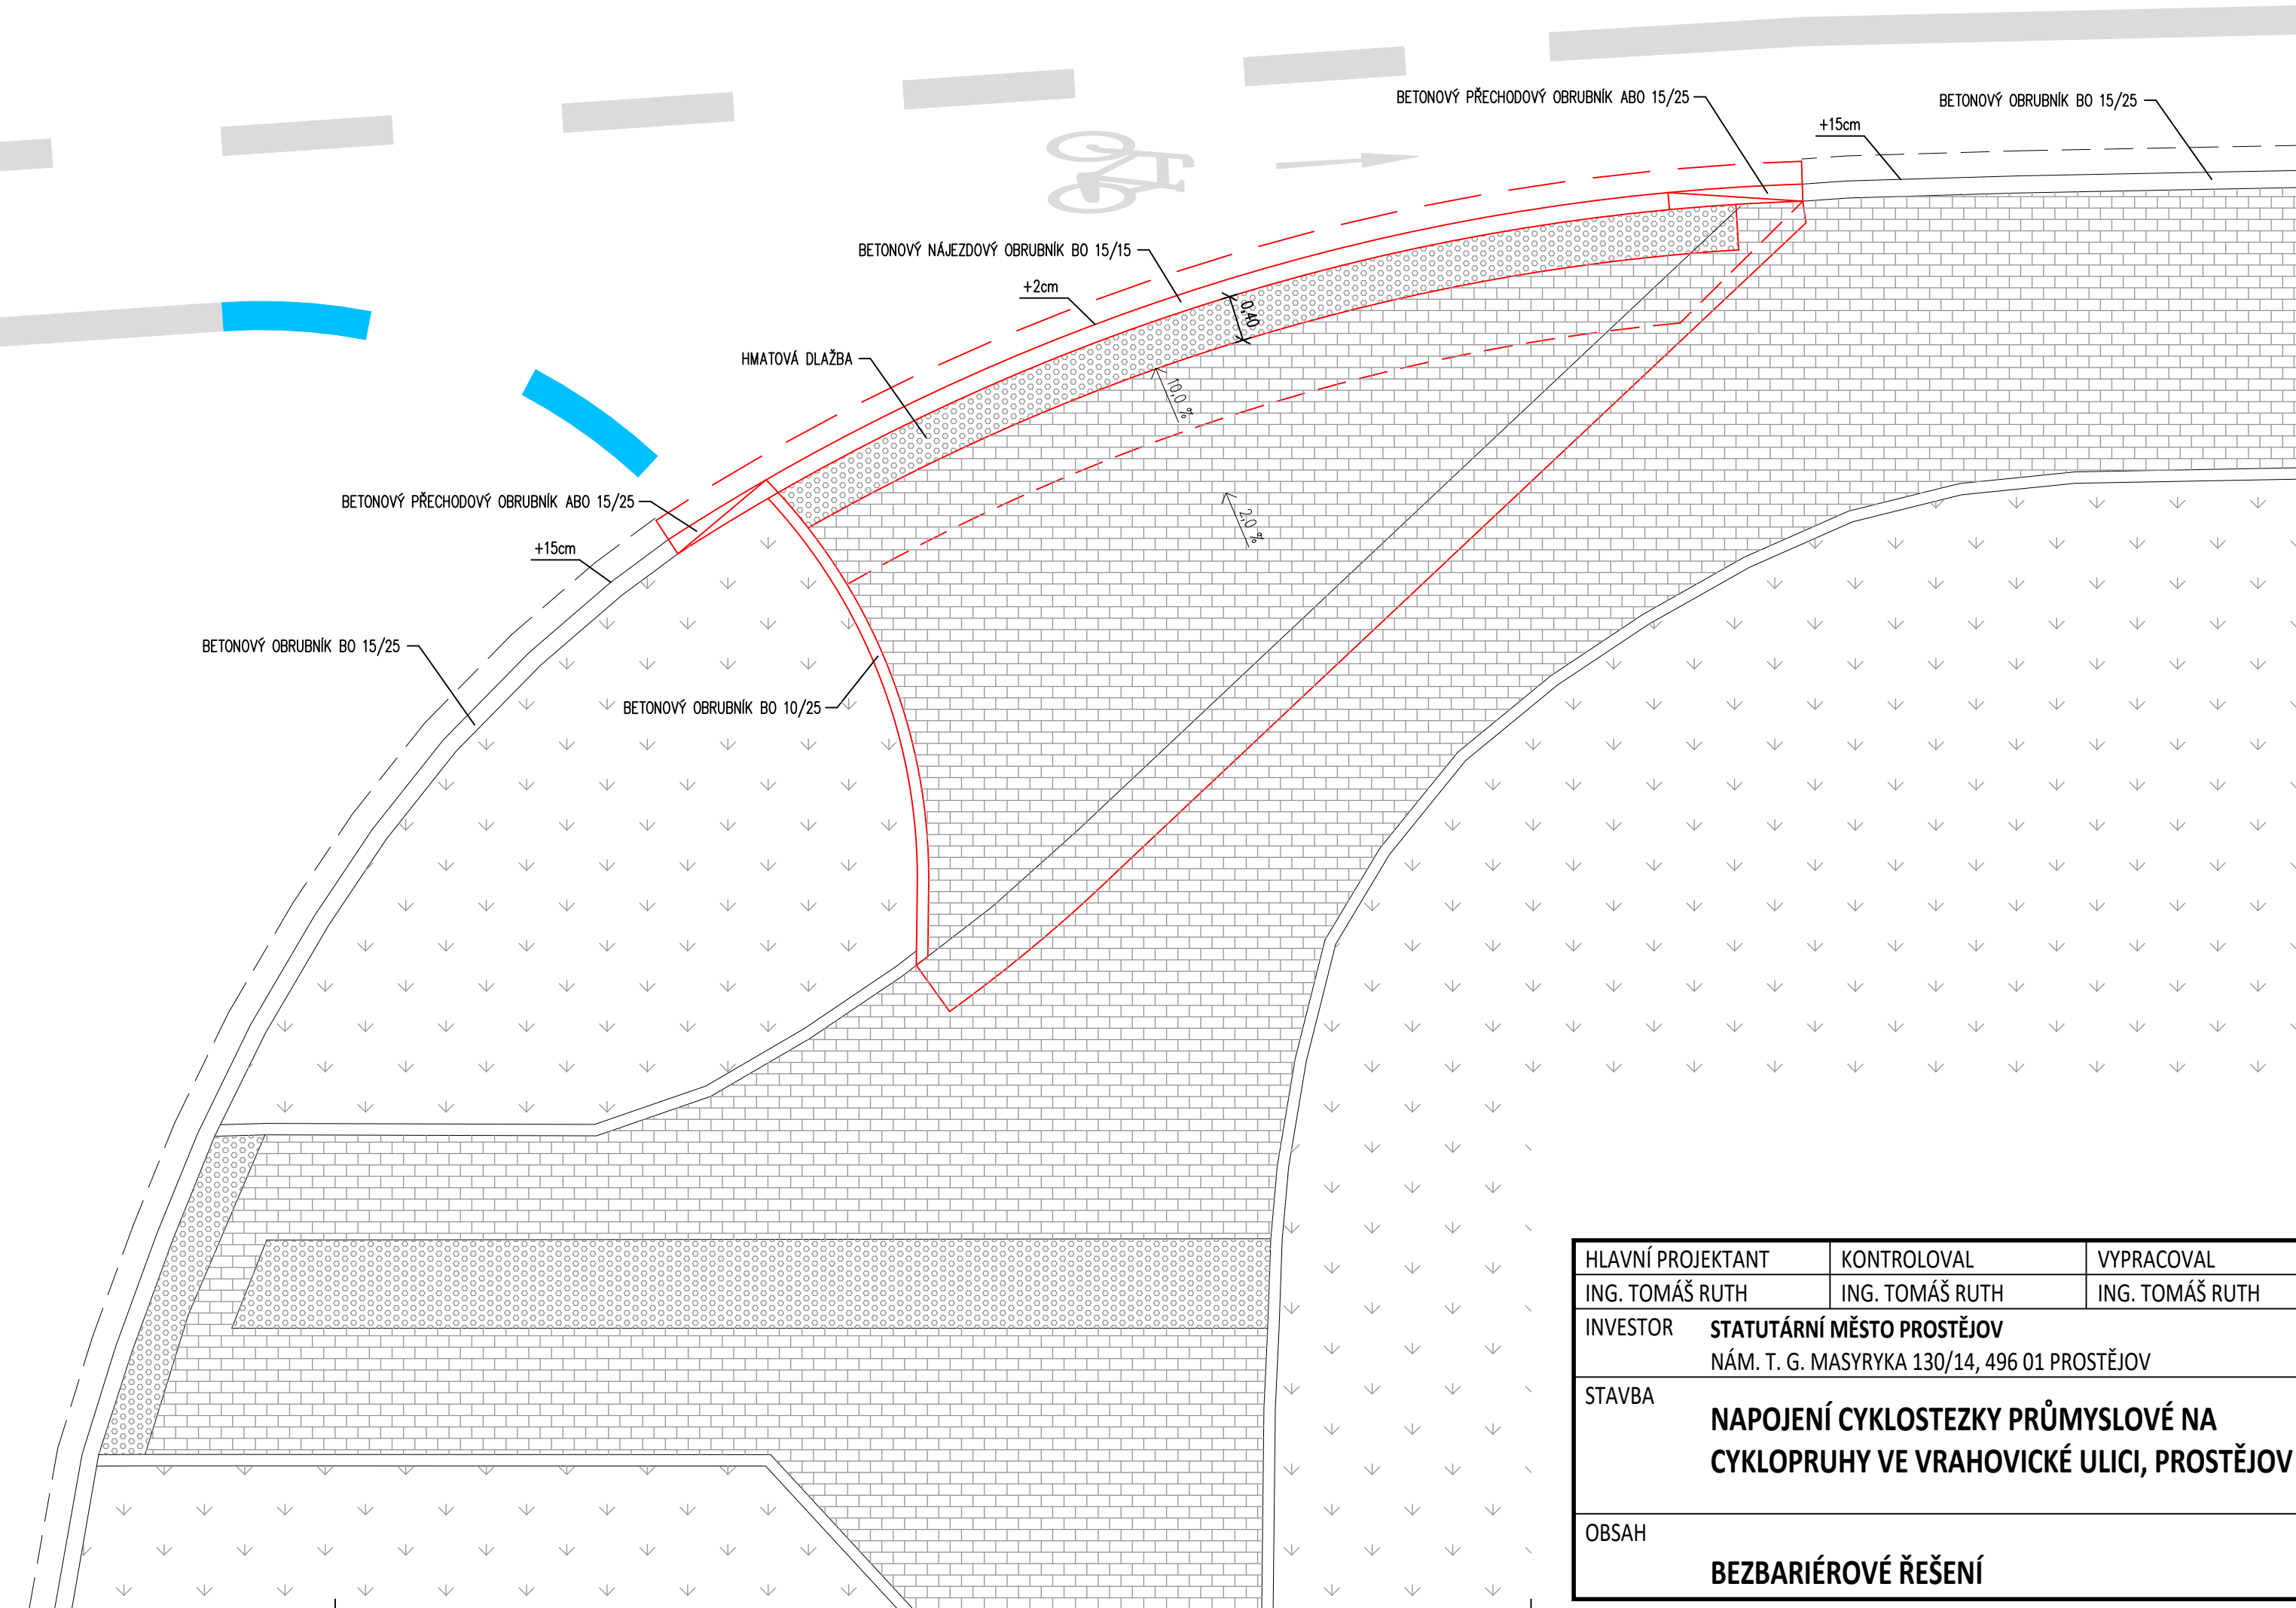 BETONOVÝ PŘECHODOVÝ OBRUBNÍK ABO 15/25
BETONOVÝ OBRUBNÍK BO 15/25
+15cm
BETONOVÝ NÁJEZDOVÝ OBRUBNÍK BO 15/15
+2cm
0,40
HMATOVÁ DLAŽBA
10,0 %
BETONOVÝ PŘECHODOVÝ OBRUBNÍK ABO 15/25
2,0 %
+15cm
BETONOVÝ OBRUBNÍK BO 15/25
BETONOVÝ OBRUBNÍK BO 10/25
HLAVNÍ PROJEKTANT KONTROLOVAL VYPRACOVAL
ING. TOMÁŠ RUTH ING. TOMÁŠ RUTH ING. TOMÁŠ RUTH
INVESTOR STATUTÁRNÍ MĚSTO PROSTĚJOV
NÁM. T. G. MASYRYKA 130/14, 496 01 PROSTĚJOV
STAVBA
NAPOJENÍ CYKLOSTEZKY PRŮMYSLOVÉ NA
CYKLOPRUHY VE VRAHOVICKÉ ULICI, PROSTĚJOV
OBSAH
BEZBARIÉROVÉ ŘEŠENÍ